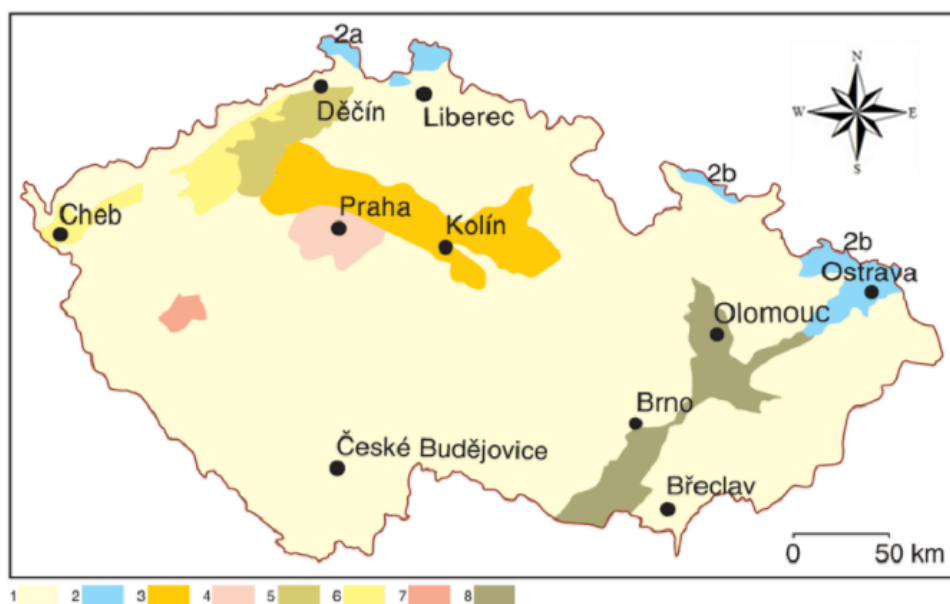 2a
N
W E
S
Děčín
Liberec
2b
Cheb
Praha
Kolín
2b
Ostrava
Olomouc
Brno
České Budějovice
Břeclav
0 50 km
1 2 3 4 5 6 7 8